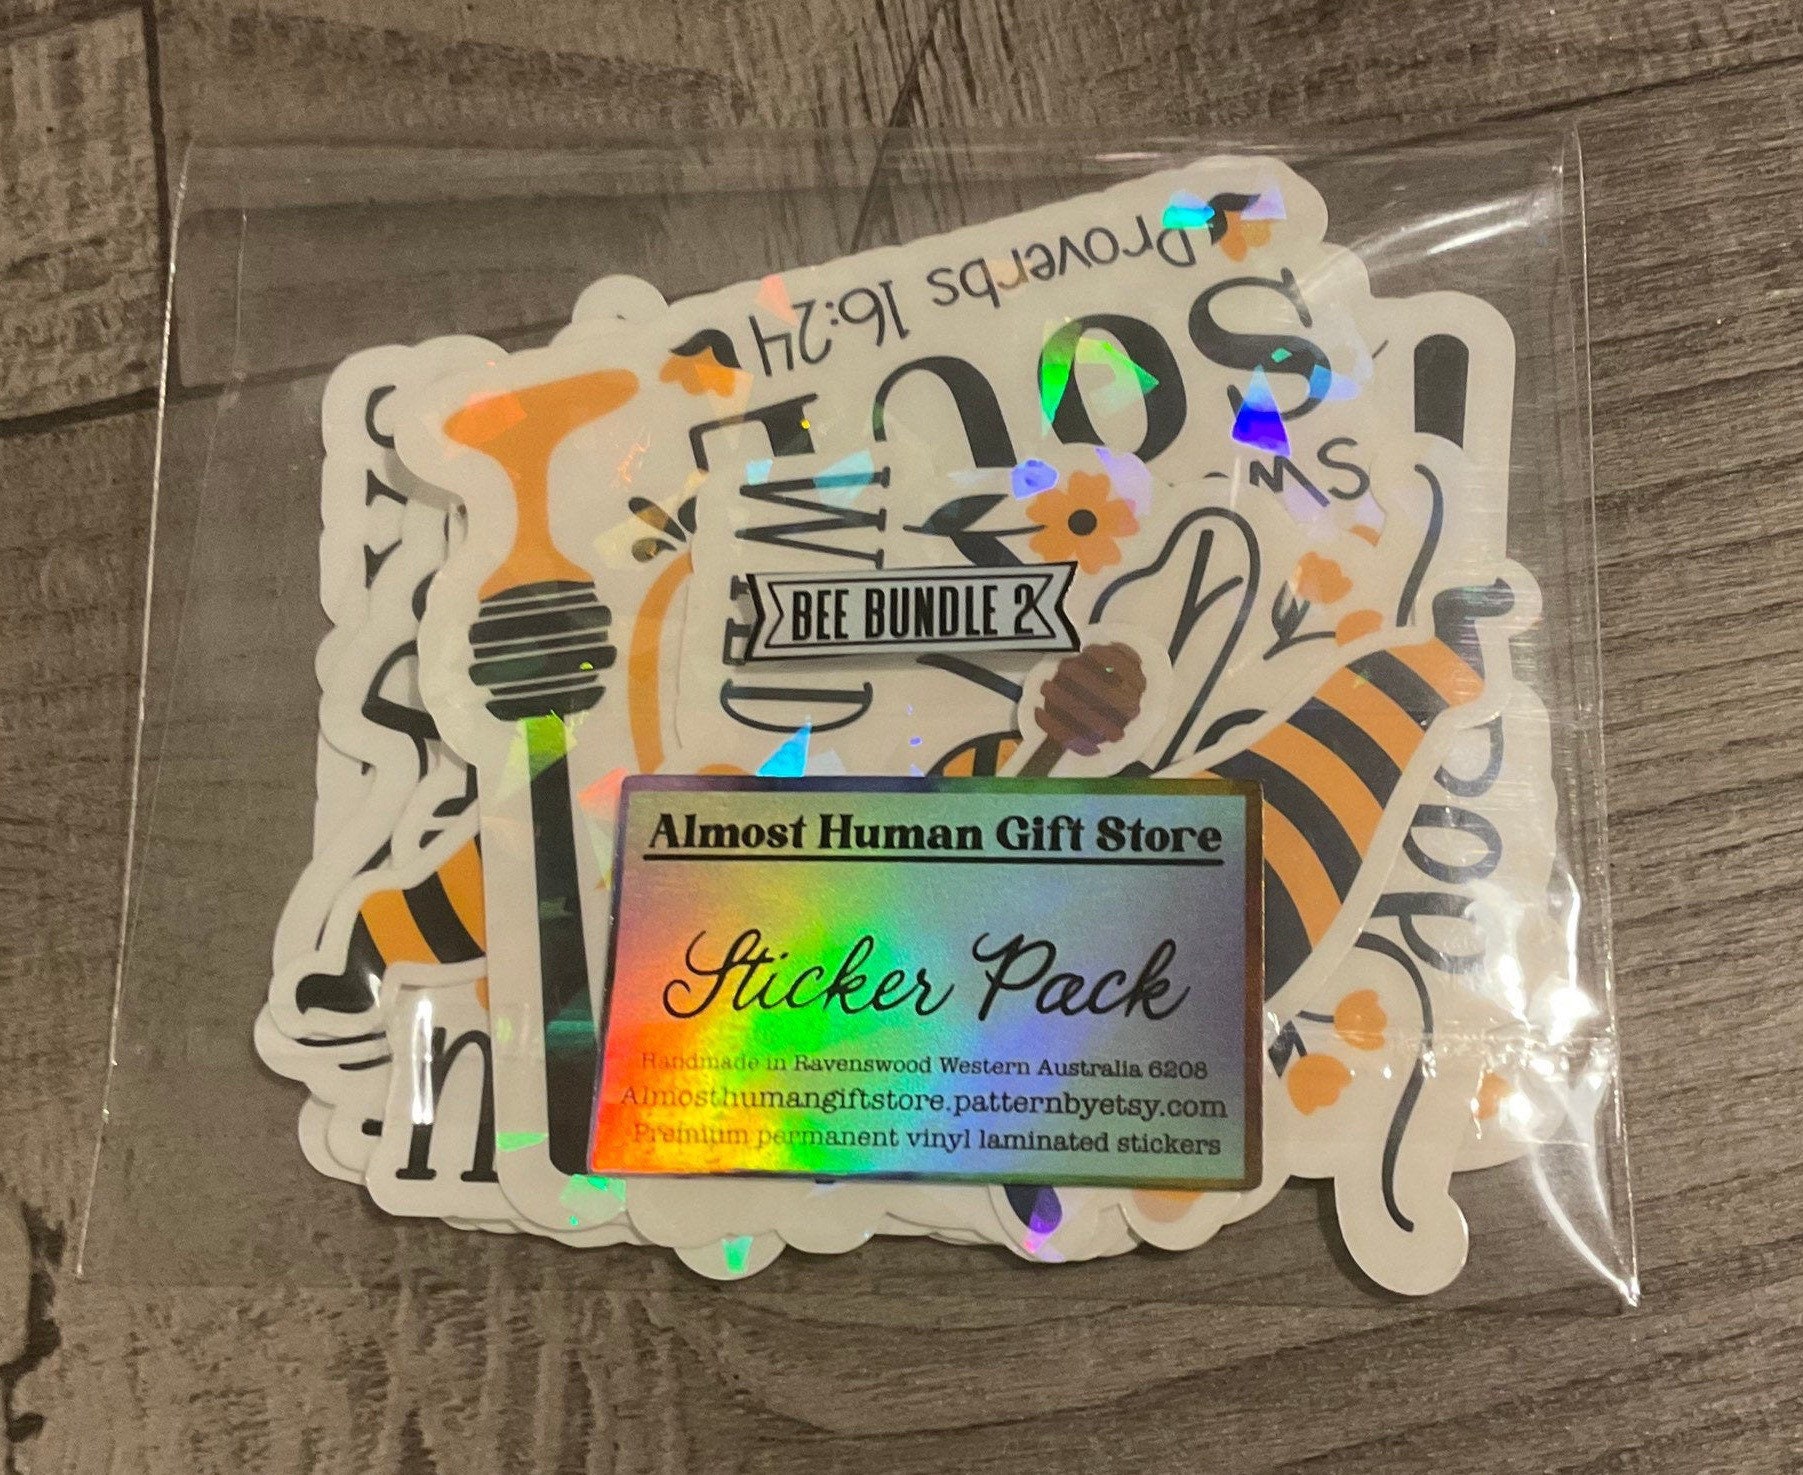 Proverbs 16:24
BEE BUNDLE 2
Almost Human Gift Store
Sticker Pack
Handmade in Ravenswood Western Australia 6208
Almosthumangiftstore.patternbyetsy.com
Premium permanent vinyl laminated stickers